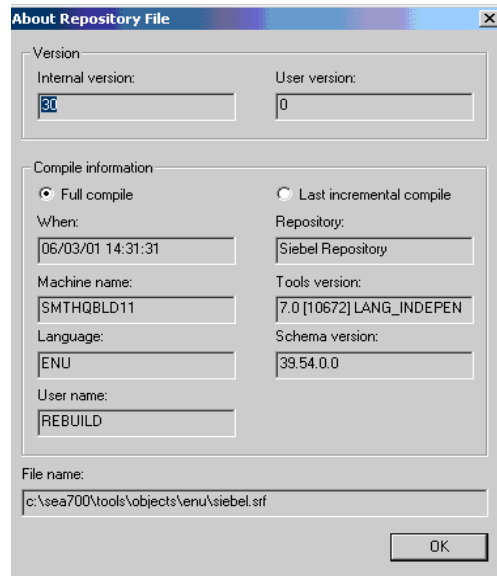 About Repository File
Version
Internal version:
User version:
30
0
Compile information
Full compile
Last incremental compile
When:
Repository:
06/03/01 14:31:31
Siebel Repository
Machine name:
Tools version:
SMTHQBLD11
7.0 [10672] LANG_INDEPEN
Language:
Schema version:
ENU
39.54.0.0
User name:
REBUILD
File name:
c:\sea700\tools\objects\enu\siebel.srf
OK